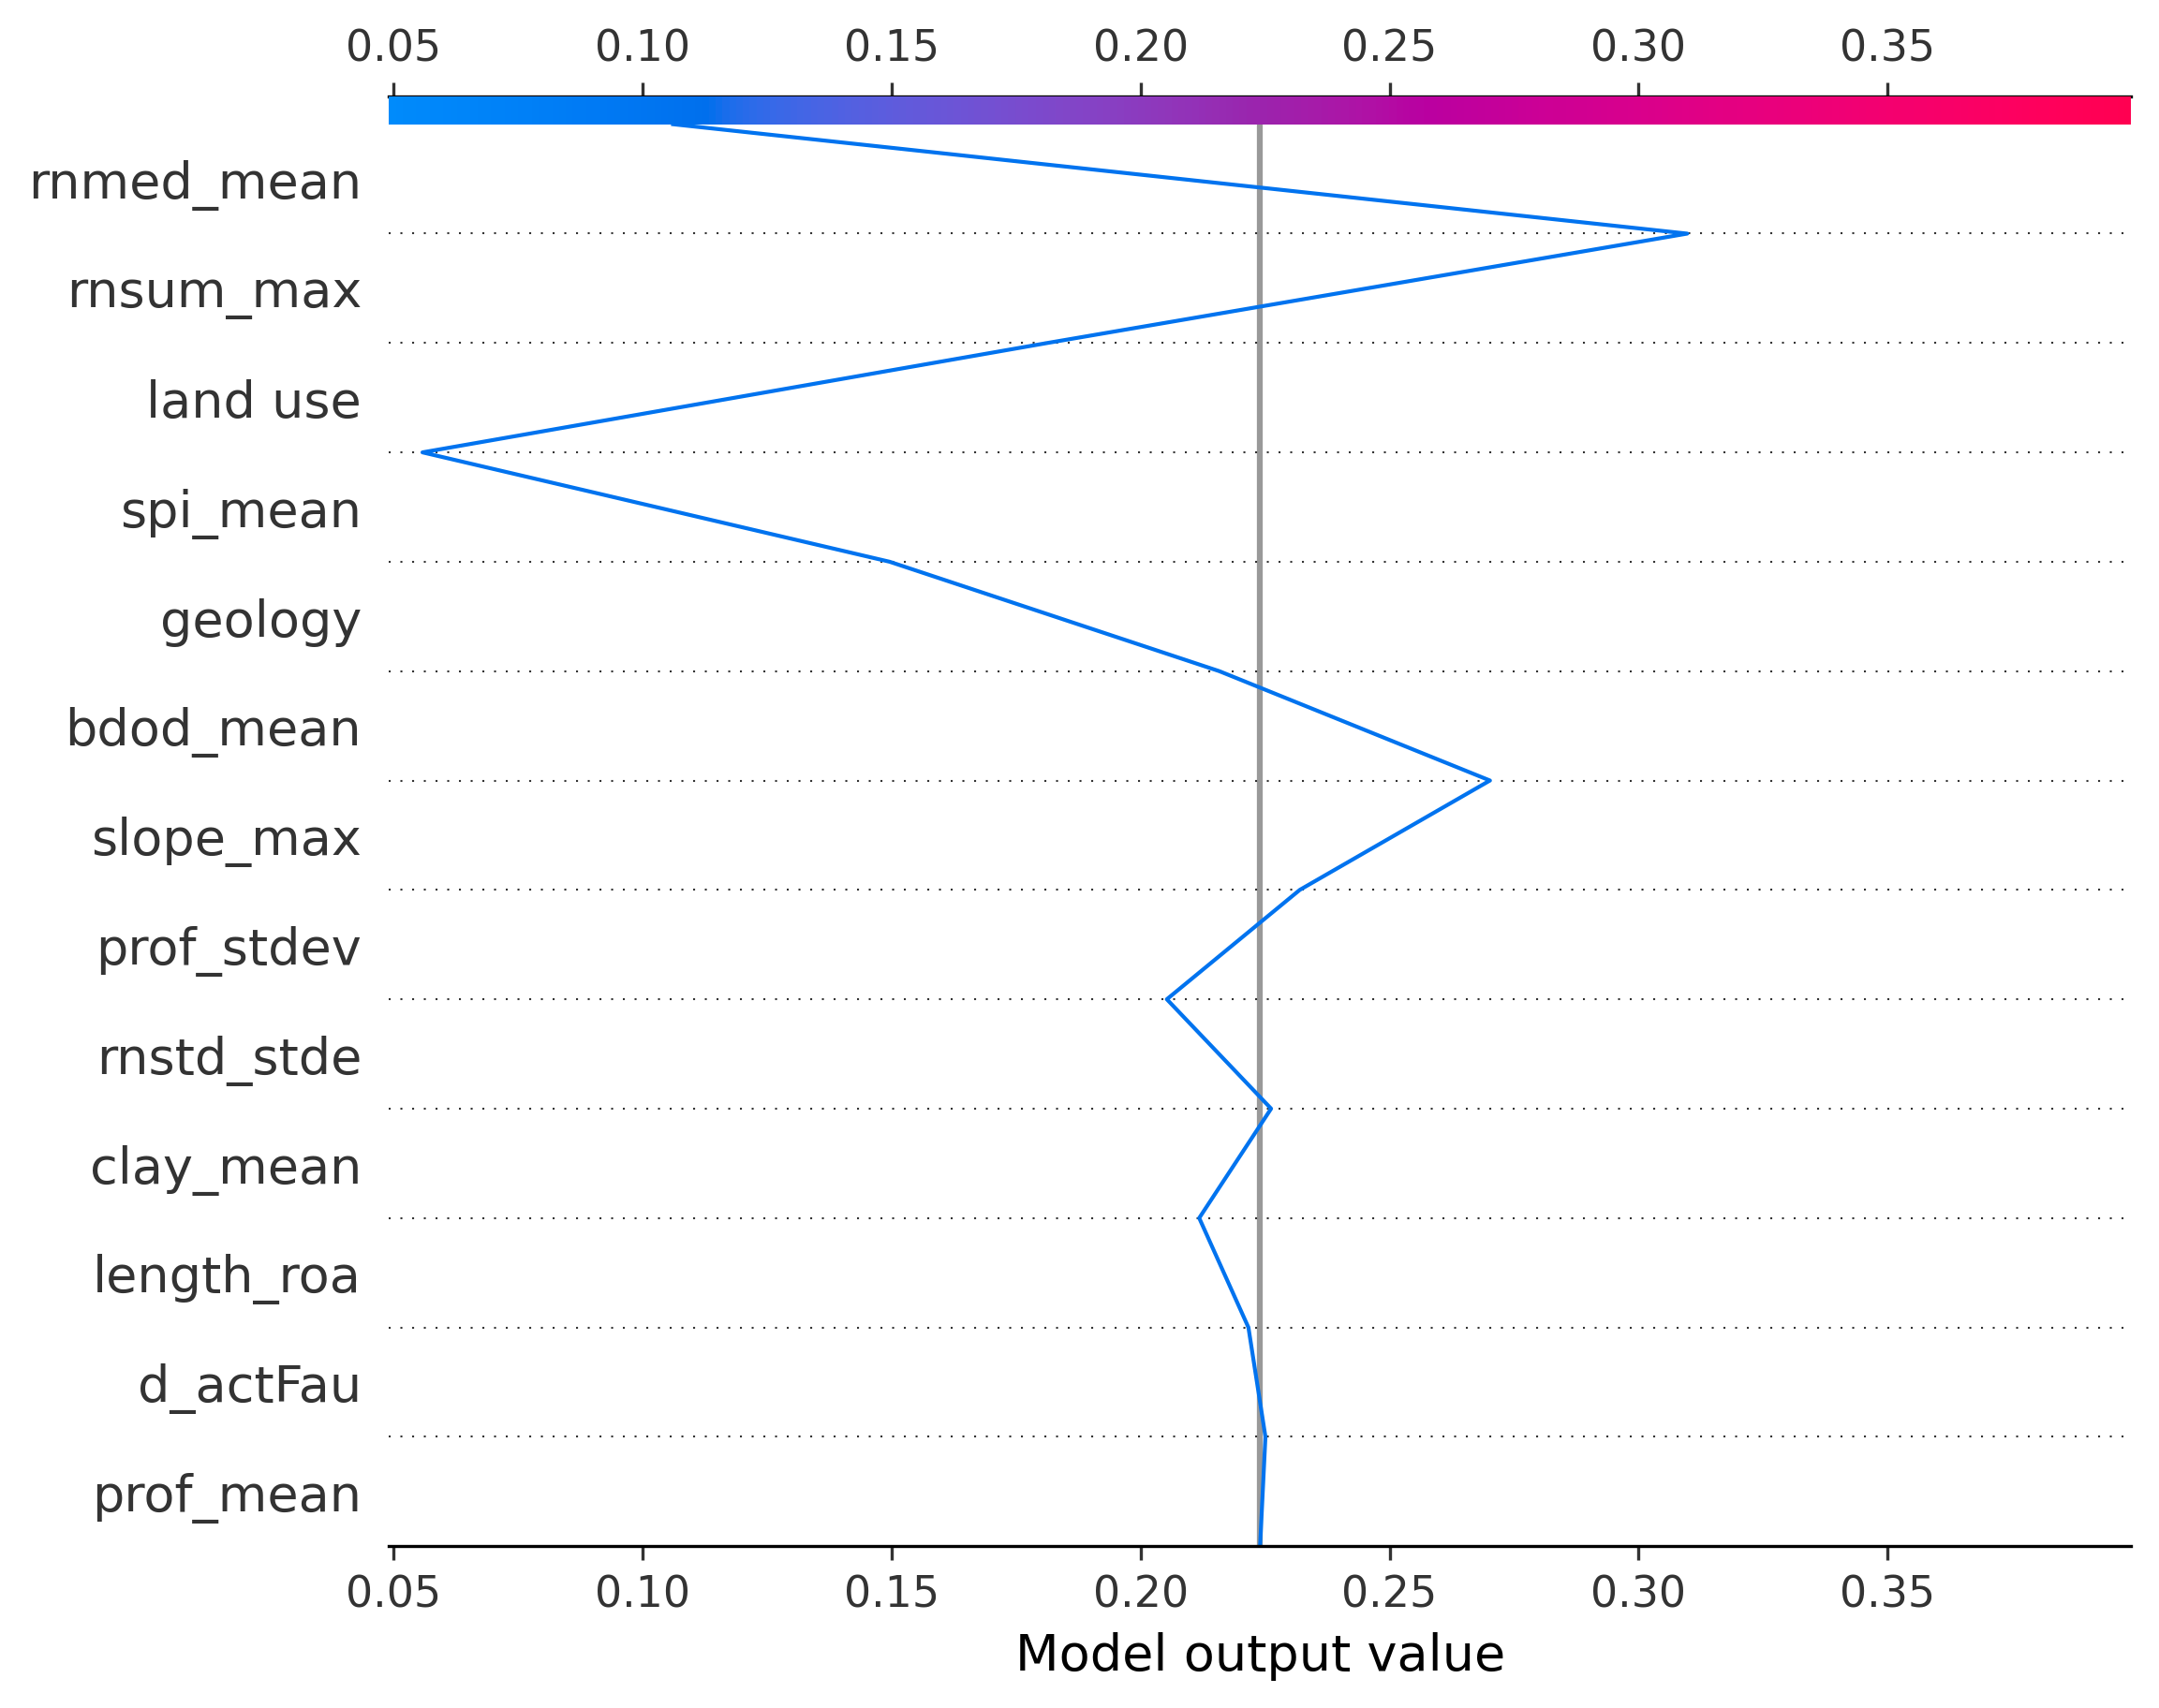 0.05 0.10 0.15 0.20 0.25 0.30 0.35
rnmed_mean
rnsum_max
land use
spi_mean
geology
bdod_mean
slope_max
prof_stdev
rnstd_stde
clay_mean
length_roa
d_actFau
prof_mean
0.05 0.10 0.15 0.20 0.25 0.30 0.35
Model output value